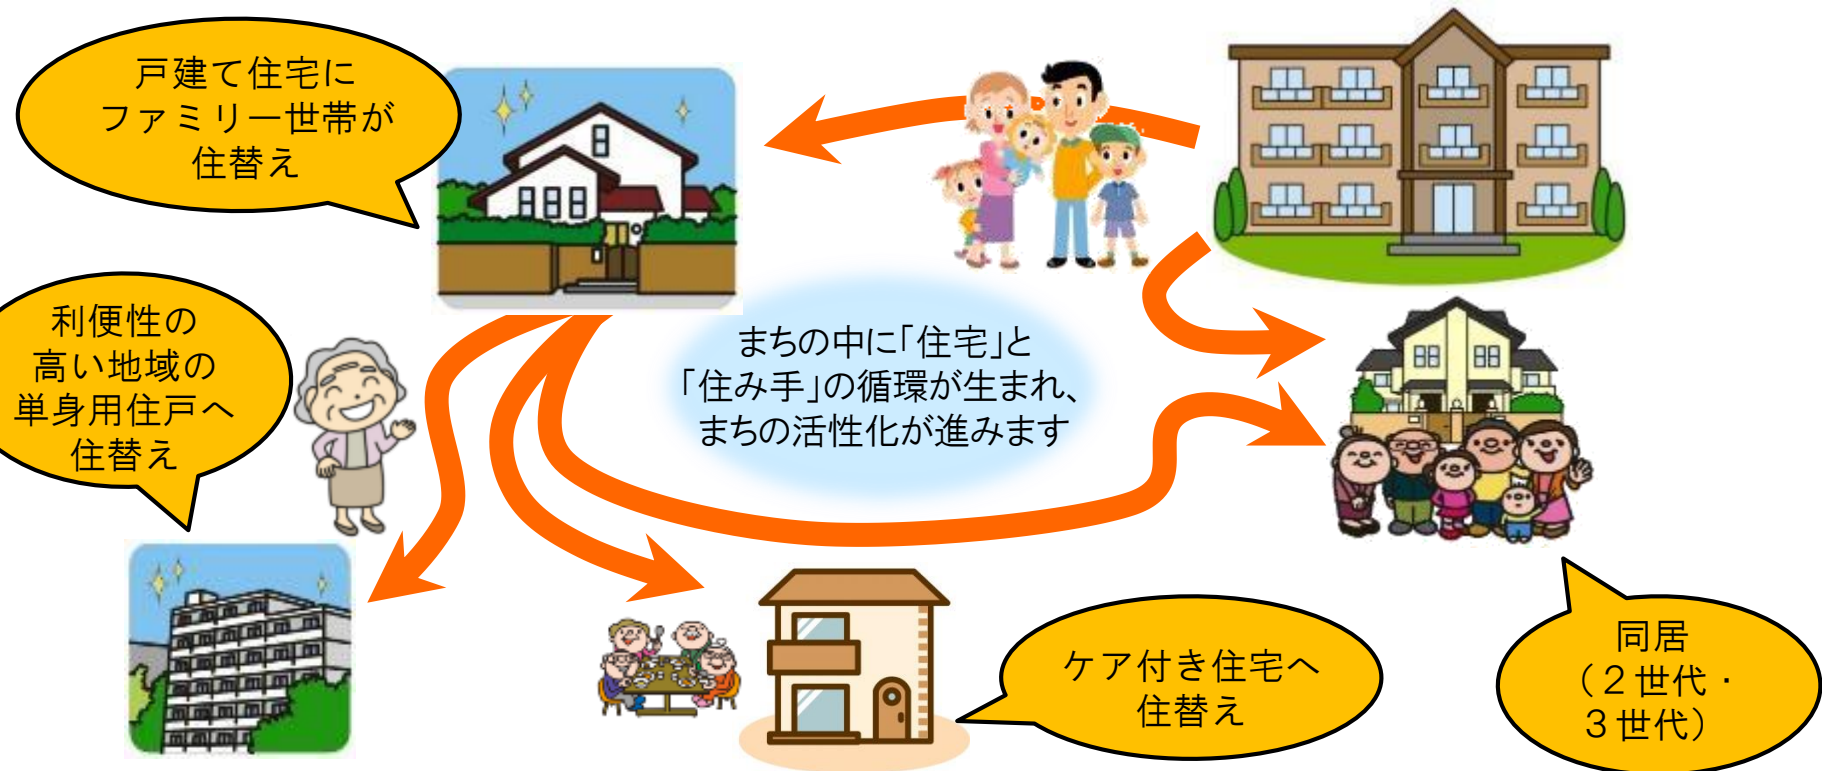 戸建て住宅に
ファミリー世帯が
住替え
利便性の
高い地域の
単身用住戸へ
住替え
まちの中に「住宅」と
「住み手」の循環が生まれ、
まちの活性化が進みます
ケア付き住宅へ
住替え
同居
（２世代・
３世代）